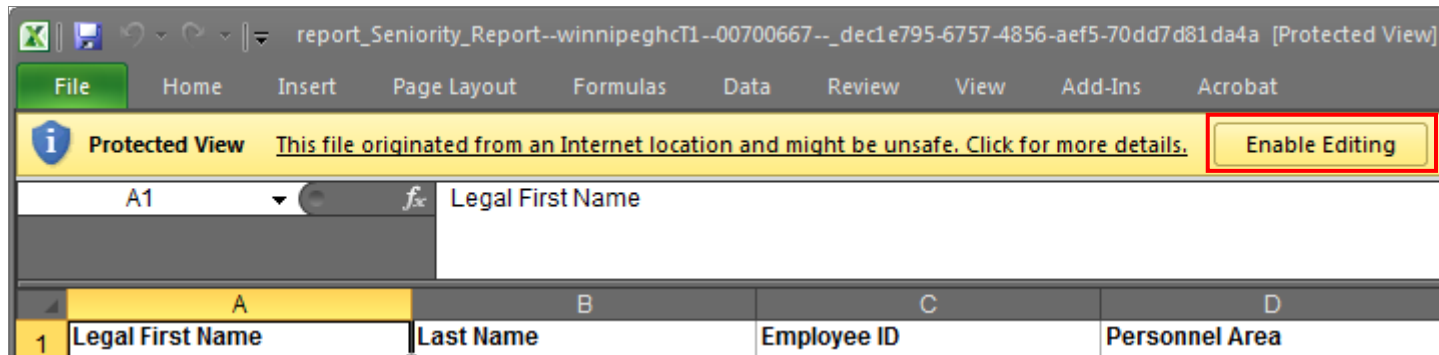 report_Seniority_Report--winnipeghcT1--00700667--_dec1e795-6757-4856-aef5-70dd7d81da4a [Protected View]
File Home Insert Page Layout Formulas Data Review View Add-Ins Acrobat
Protected View This file originated from an Internet location and might be unsafe. Click for more details. Enable Editing
A1 fx Legal First Name
A B C D
1 Legal First Name Last Name Employee ID Personnel Area